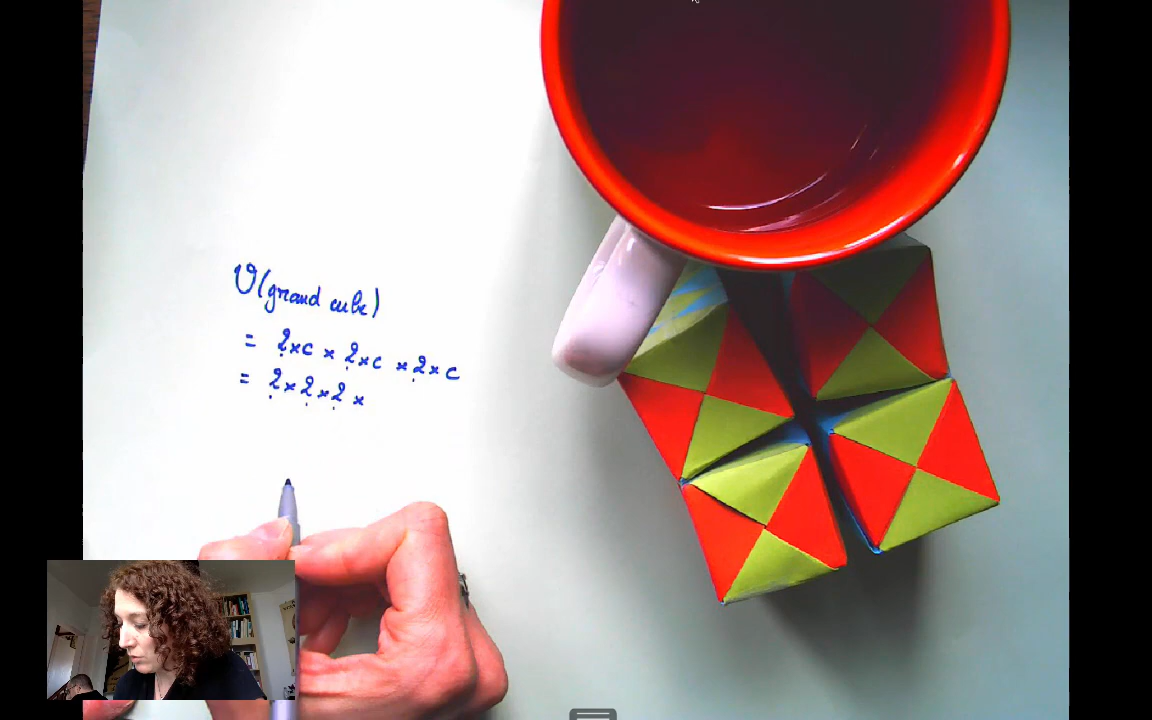 V(grand cube)
= 2×c × 2×c × 2×c
= 2×2×2×